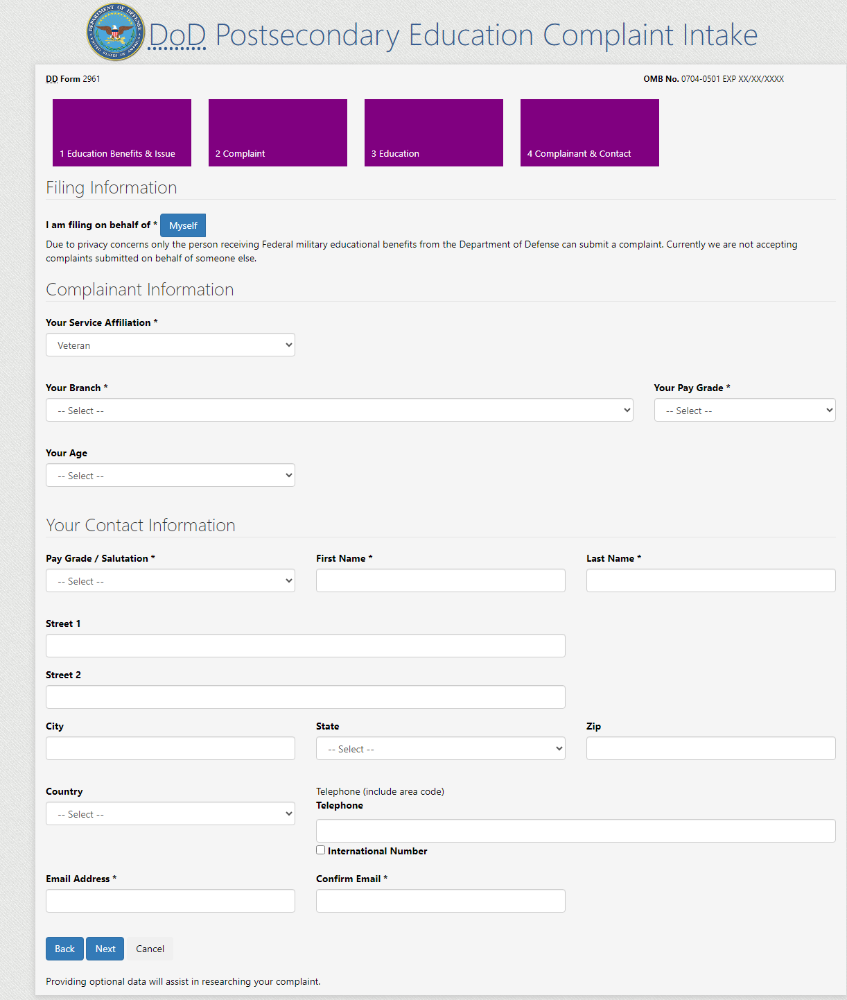 DEPARTMENT OF DEFENSE
UNITED STATES OF AMERICA
DoD Postsecondary Education Complaint Intake
DD Form 2961
OMB No. 0704-0501 EXP XX/XX/XXXX
1 Education Benefits & Issue
2 Complaint
3 Education
4 Complainant & Contact
Filing Information
I am filing on behalf of * Myself
Due to privacy concerns only the person receiving Federal military educational benefits from the Department of Defense can submit a complaint. Currently we are not accepting
complaints submitted on behalf of someone else.
Complainant Information
Your Service Affiliation *
Veteran
Your Branch *
Your Pay Grade *
-- Select --
-- Select --
Your Age
-- Select --
Your Contact Information
Pay Grade / Salutation *
First Name *
Last Name *
-- Select --
Street 1
Street 2
City
State
Zip
-- Select --
Country
Telephone (include area code)
Telephone
-- Select --
International Number
Email Address *
Confirm Email *
Back
Next
Cancel
Providing optional data will assist in researching your complaint.